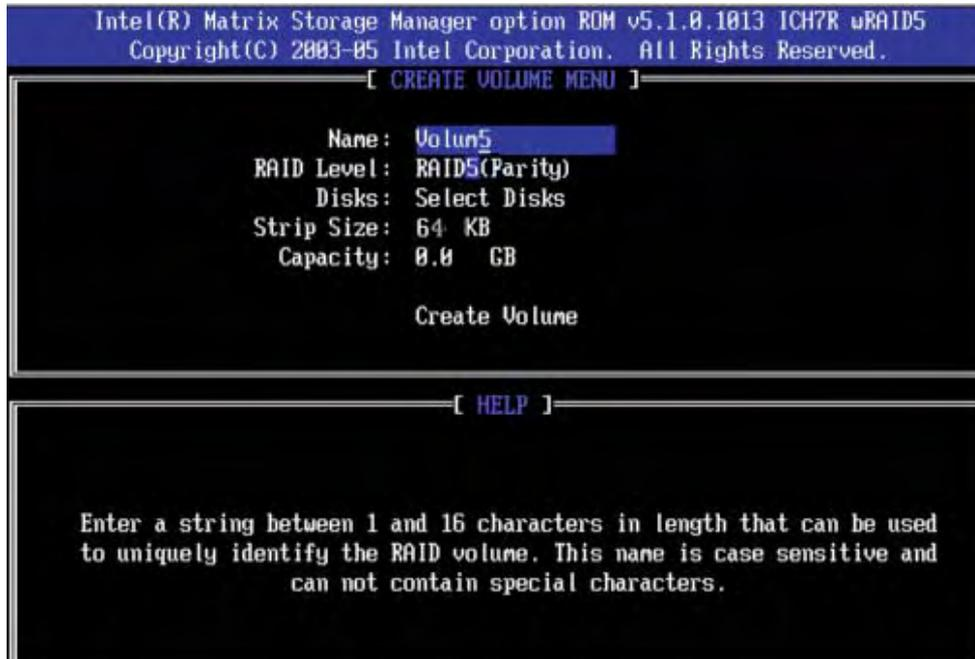 Intel(R) Matrix Storage Manager option ROM v5.1.0.1013 ICH7R wRAID5
Copyright(C) 2003-05 Intel Corporation. All Rights Reserved.
[ CREATE VOLUME MENU ]
Name: Volum5
RAID Level: RAID5(Parity)
Disks: Select Disks
Strip Size: 64 KB
Capacity: 0.0 GB
Create Volume
[ HELP ]
Enter a string between 1 and 16 characters in length that can be used
to uniquely identify the RAID volume. This name is case sensitive and
can not contain special characters.